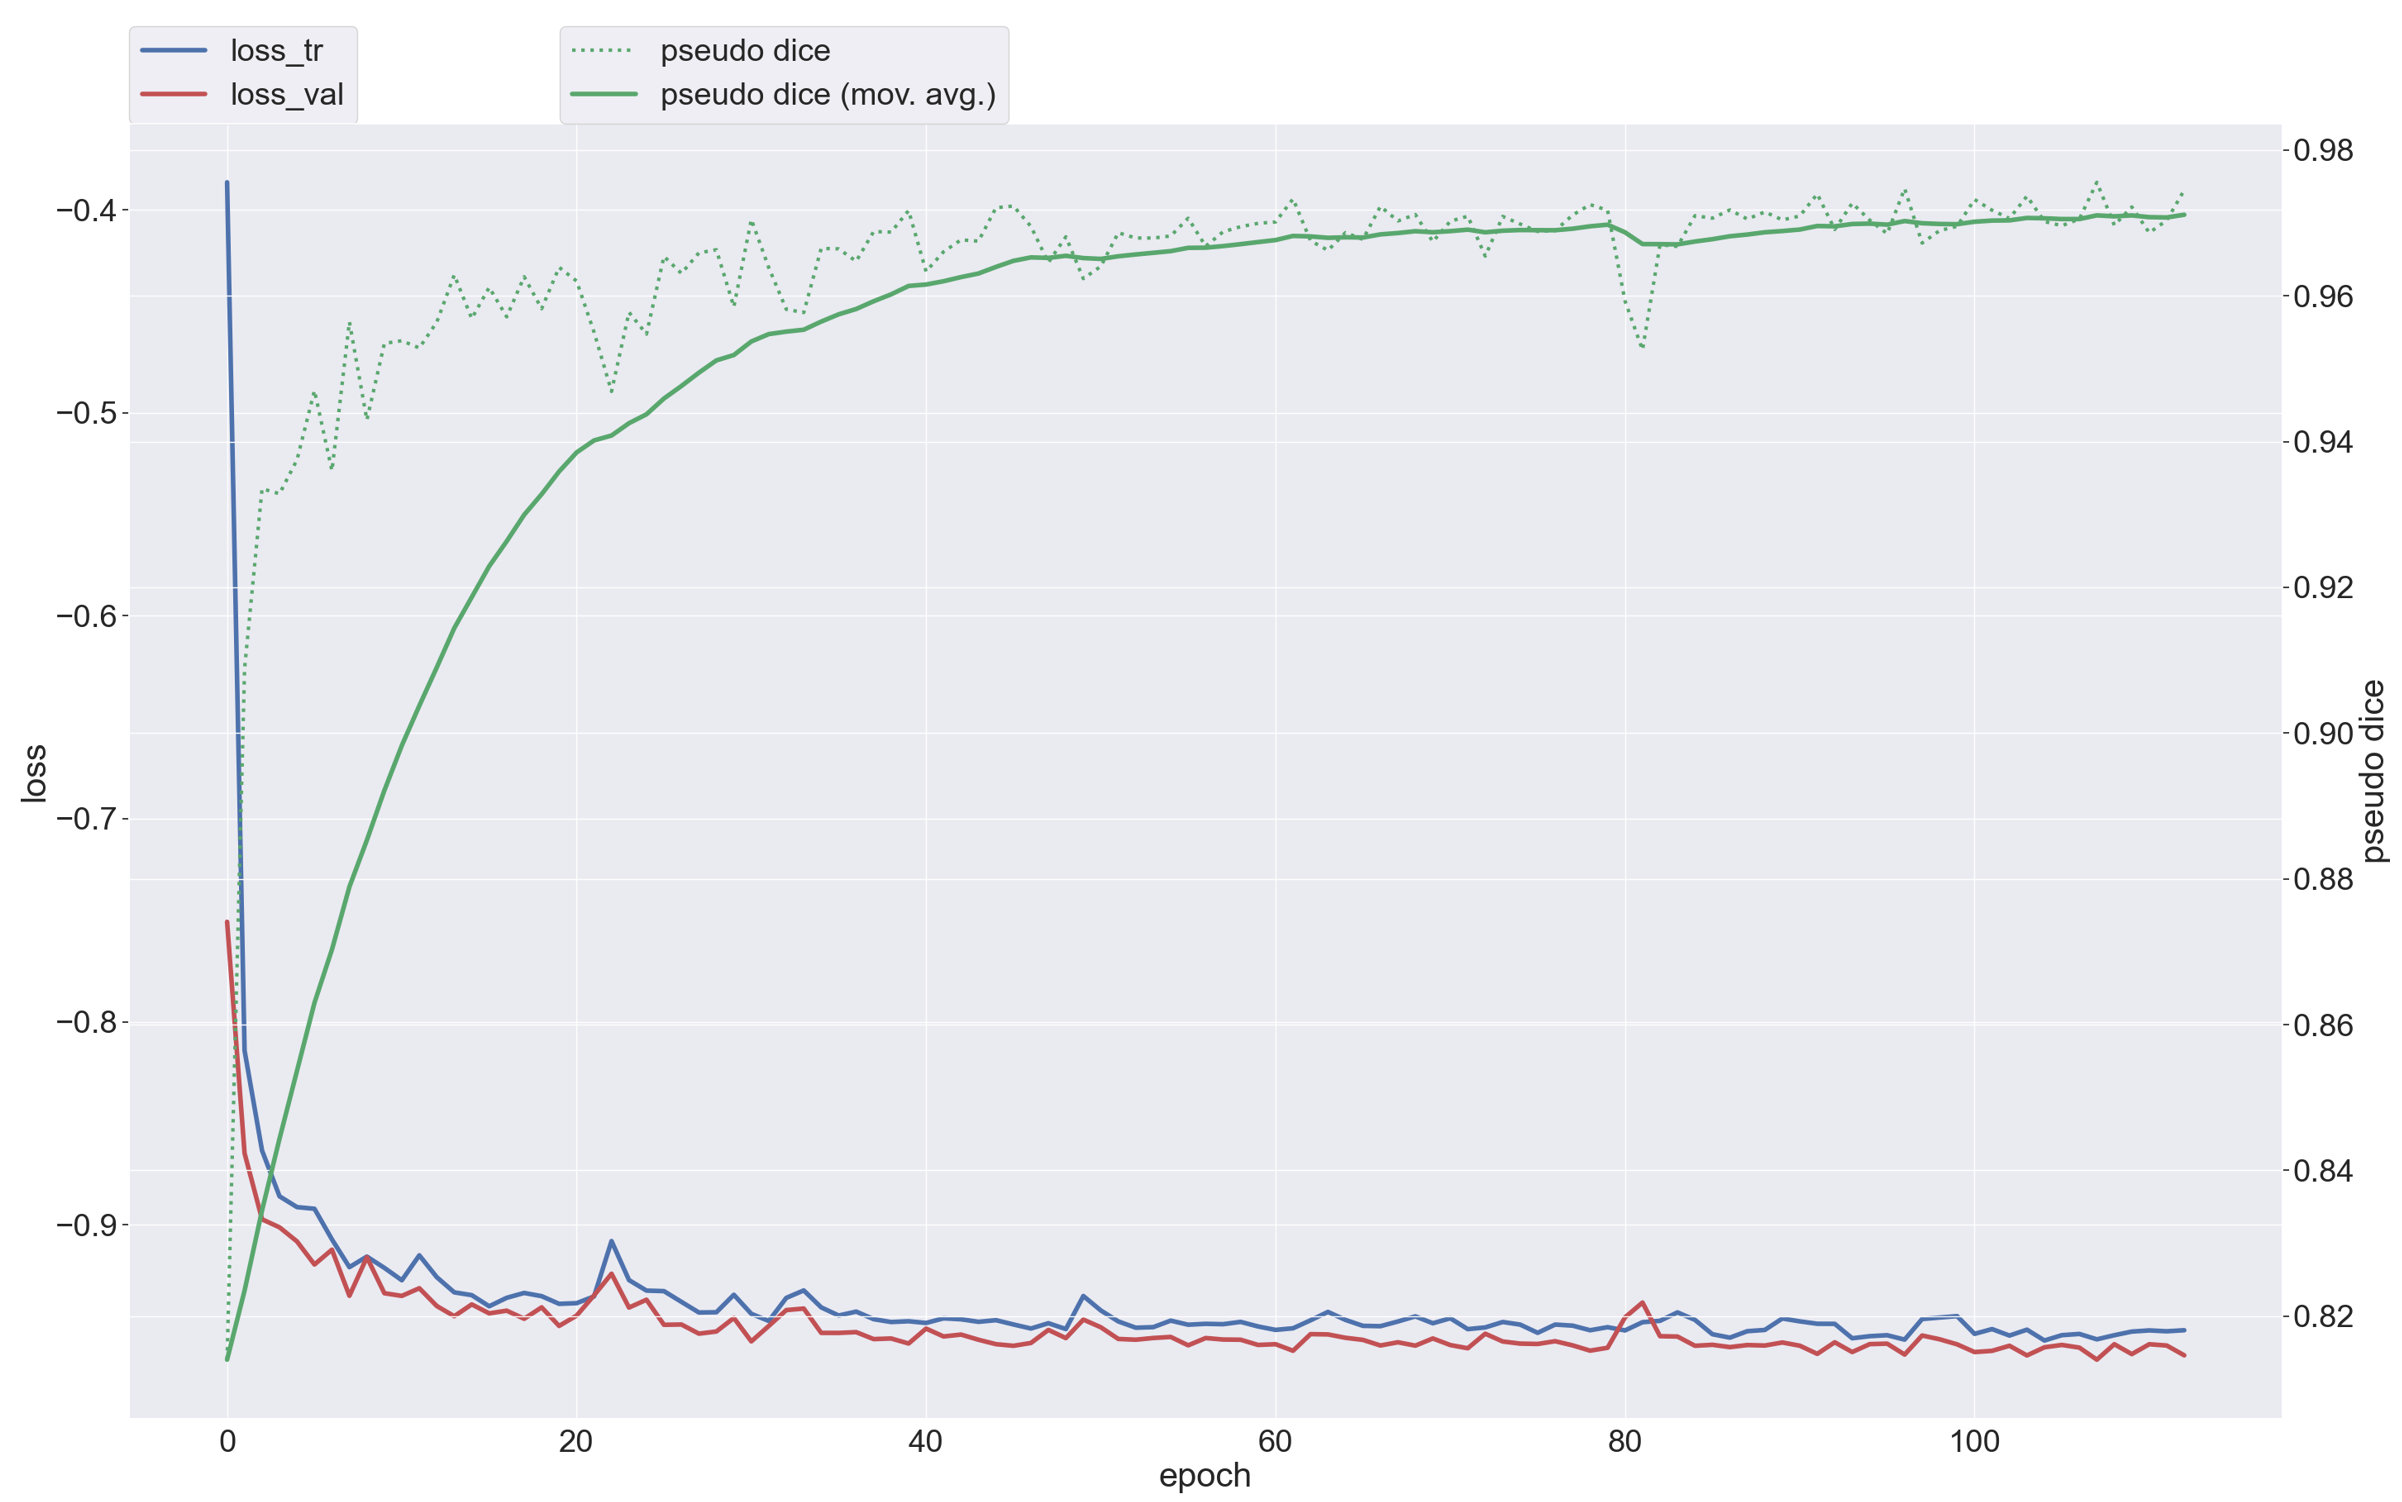 loss_tr
loss_val
pseudo dice
pseudo dice (mov. avg.)
−0.4
−0.5
−0.6
−0.7
−0.8
−0.9
loss
0.98
0.96
0.94
0.92
0.90
0.88
0.86
0.84
0.82
pseudo dice
0 20 40 60 80 100
epoch